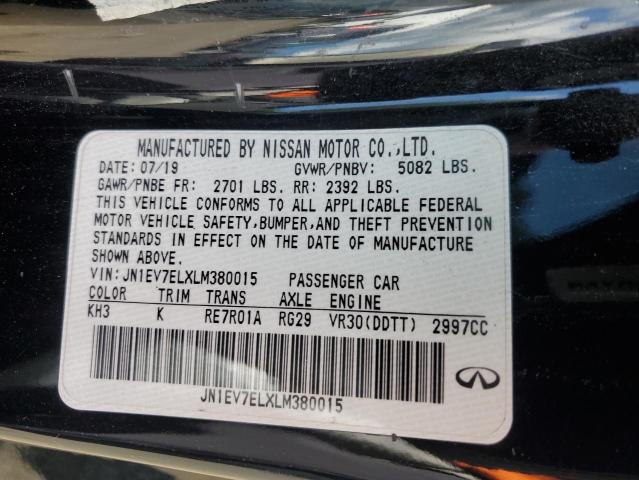 MANUFACTURED BY NISSAN MOTOR CO.,LTD.
DATE: 07/19 GVWR/PNBV: 5082 LBS.
GAWR/PNBE FR: 2701 LBS. RR: 2392 LBS.
THIS VEHICLE CONFORMS TO ALL APPLICABLE FEDERAL
MOTOR VEHICLE SAFETY,BUMPER,AND THEFT PREVENTION
STANDARDS IN EFFECT ON THE DATE OF MANUFACTURE
SHOWN ABOVE.
VIN:JN1EV7ELXLM380015 PASSENGER CAR
COLOR TRIM TRANS AXLE ENGINE
KH3 K RE7R01A RG29 VR30(DDTT) 2997CC
JN1EV7ELXLM380015